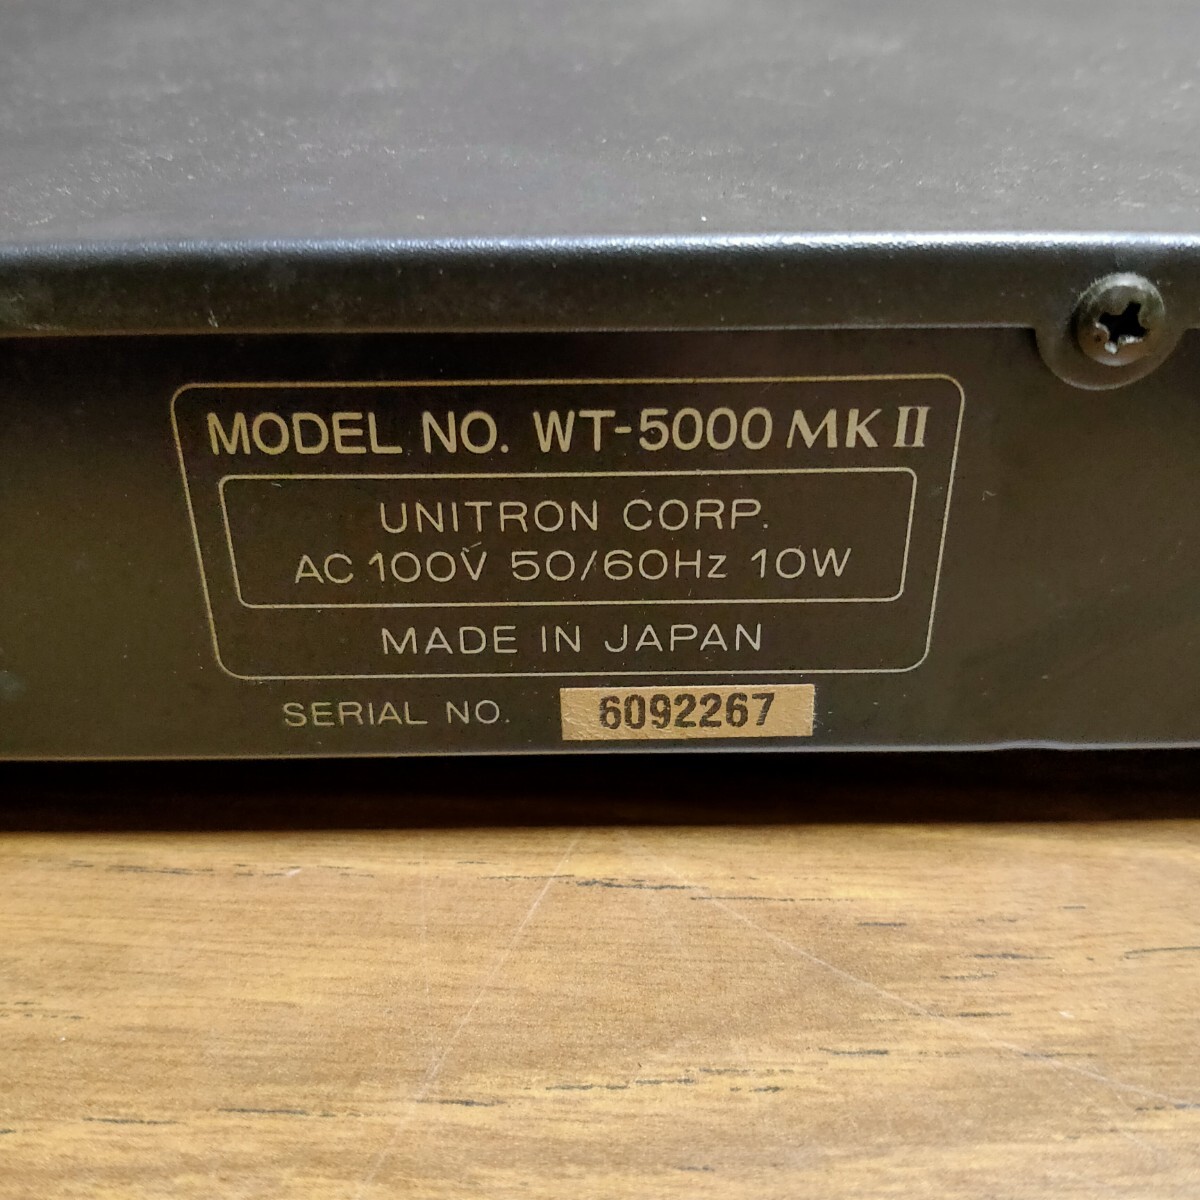 MODEL NO. WT-5000 MK II
UNITRON CORP.
AC 100V 50/60Hz 10W
MADE IN JAPAN
SERIAL NO. 6092267